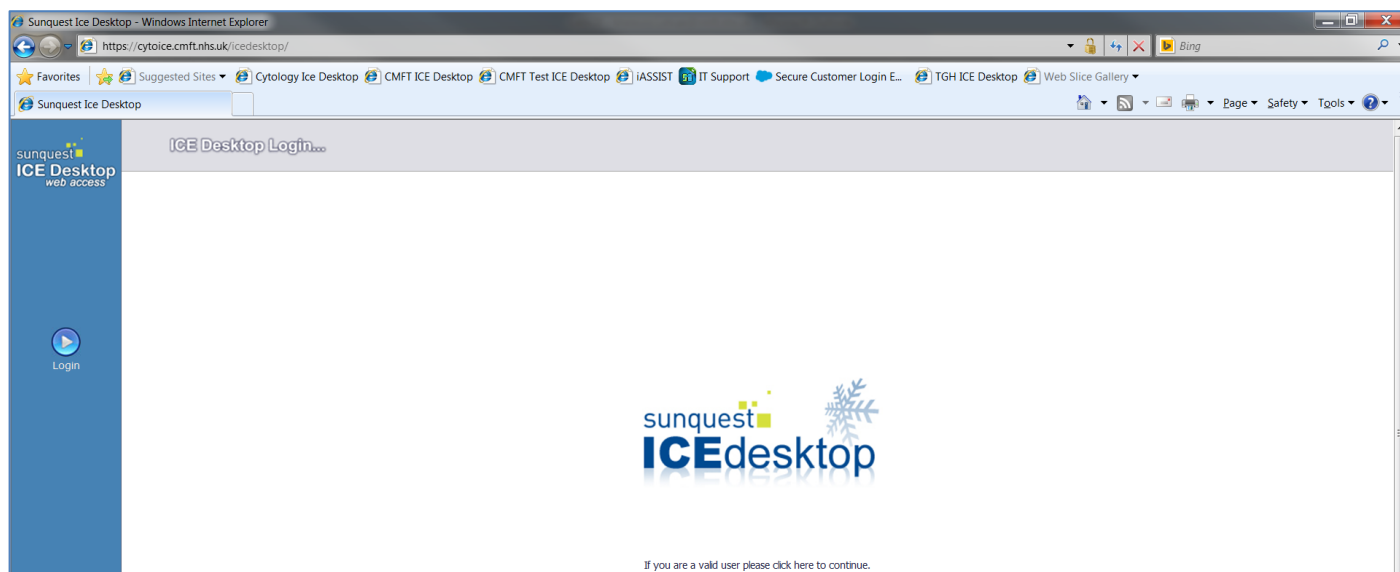 Sunquest Ice Desktop - Windows Internet Explorer
https://cytoice.cmft.nhs.uk/icedesktop/
Bing
Favorites Suggested Sites Cytology Ice Desktop CMFT ICE Desktop CMFT Test ICE Desktop iASSIST IT Support Secure Customer Login E... TGH ICE Desktop Web Slice Gallery
Sunquest Ice Desktop
Page Safety Tools
sunquest
ICE Desktop
web access
ICE Desktop Login...
Login
sunquest
ICEdesktop
If you are a valid user please click here to continue.